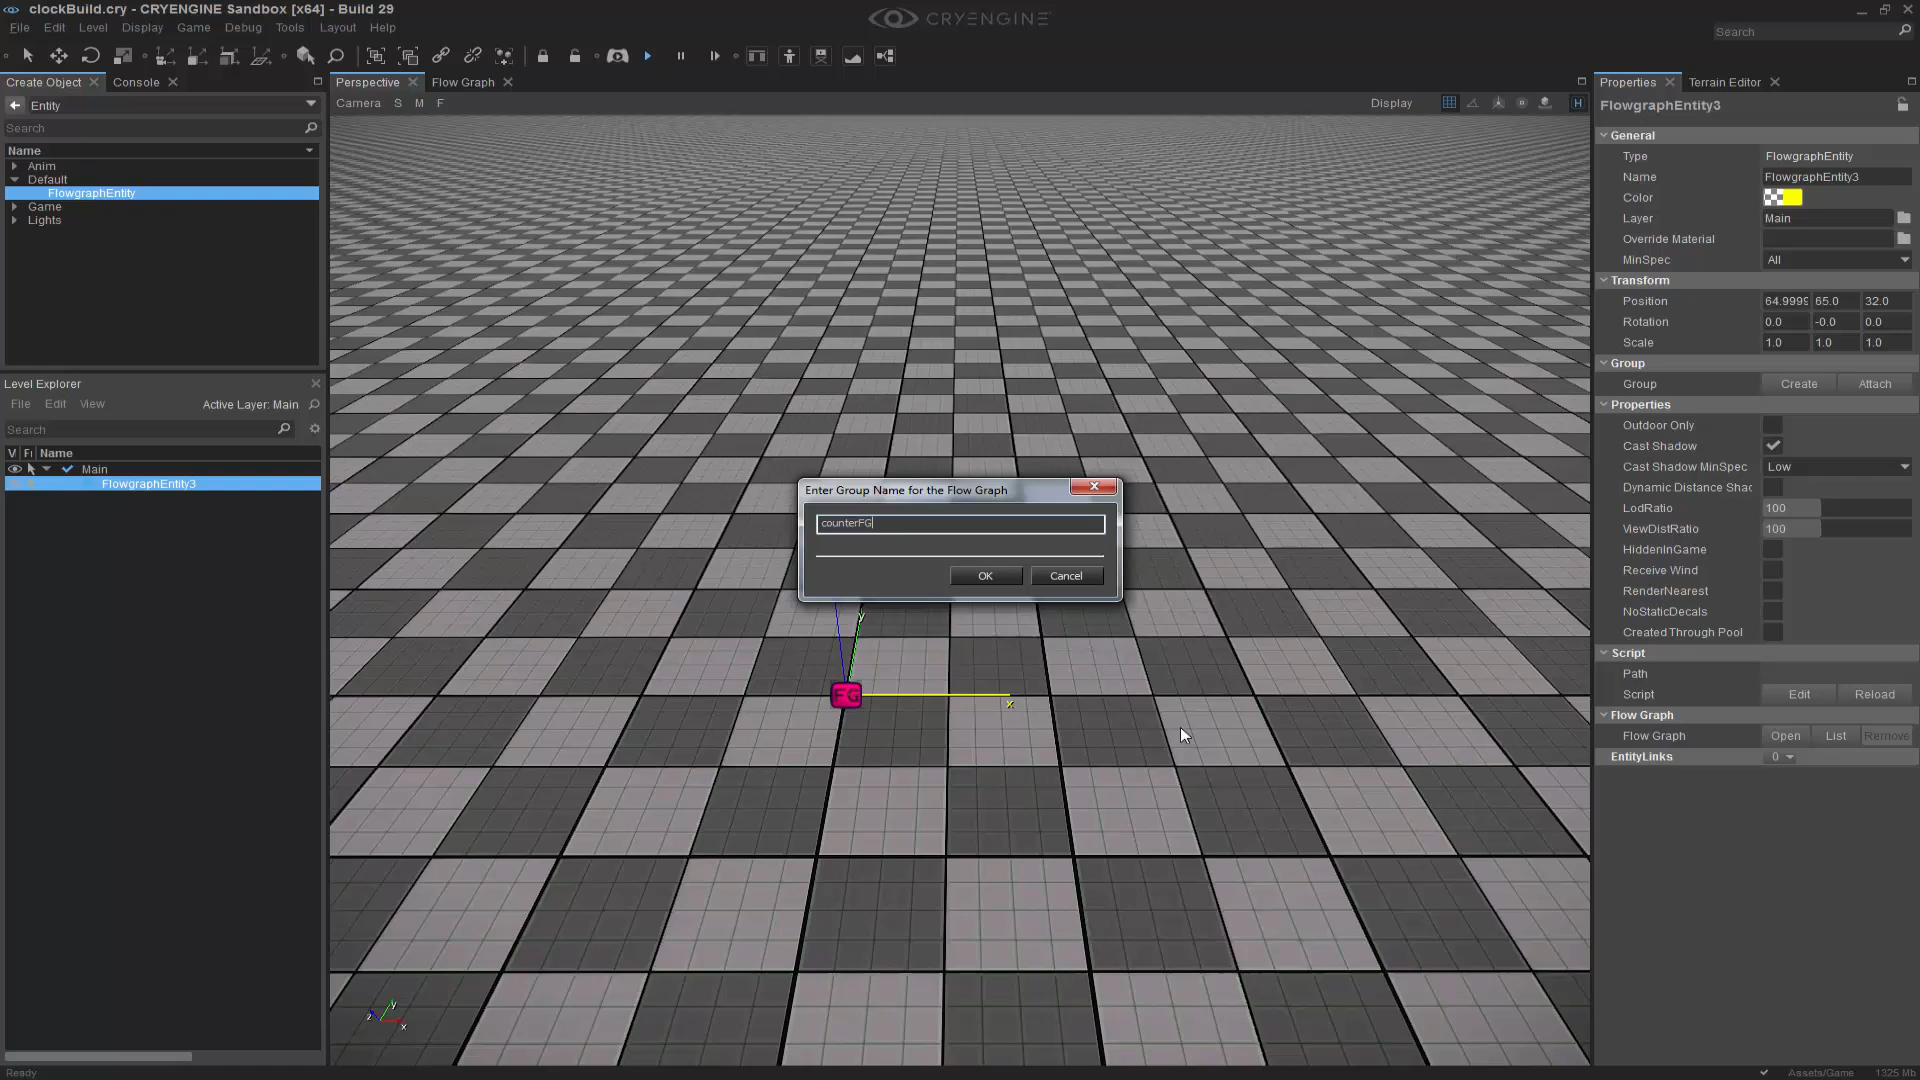 clockBuild.cry - CRYENGINE Sandbox [x64] - Build 29
CRYENGINE
File Edit Level Display Game Debug Tools Layout Help
Search
Create Object
Console
Entity
Search
Name
Anim
Default
FlowgraphEntity
Game
Lights
Level Explorer
File Edit View
Active Layer: Main
Search
V Name
Main
FlowgraphEntity3
Perspective
Flow Graph
Camera S M F
Display
H
Enter Group Name for the Flow Graph
counterFG
OK
Cancel
y
FG
x
z y x
Properties
Terrain Editor
FlowgraphEntity3
General
Type FlowgraphEntity
Name FlowgraphEntity3
Color
Layer Main
Override Material
MinSpec All
Transform
Position 64.9999 65.0 32.0
Rotation 0.0 -0.0 0.0
Scale 1.0 1.0 1.0
Group
Group Create Attach
Properties
Outdoor Only
Cast Shadow
Cast Shadow MinSpec Low
Dynamic Distance Shac
LodRatio 100
ViewDistRatio 100
HiddenInGame
Receive Wind
RenderNearest
NoStaticDecals
Created Through Pool
Script
Path
Script Edit Reload
Flow Graph
Flow Graph Open List Remove
EntityLinks 0
Ready
Assets/Game 1325 Mb